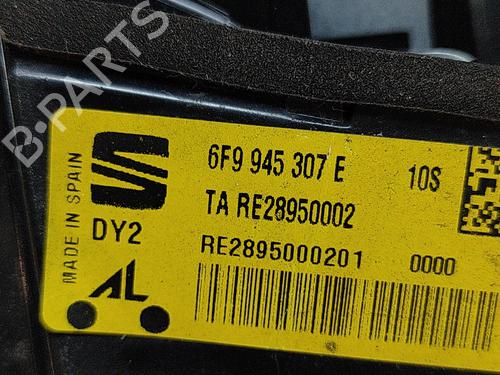 B-PARTS
MADE IN SPAIN
6F9 945 307 E
10S
TA RE28950002
DY2
RE2895000201
0000
AL